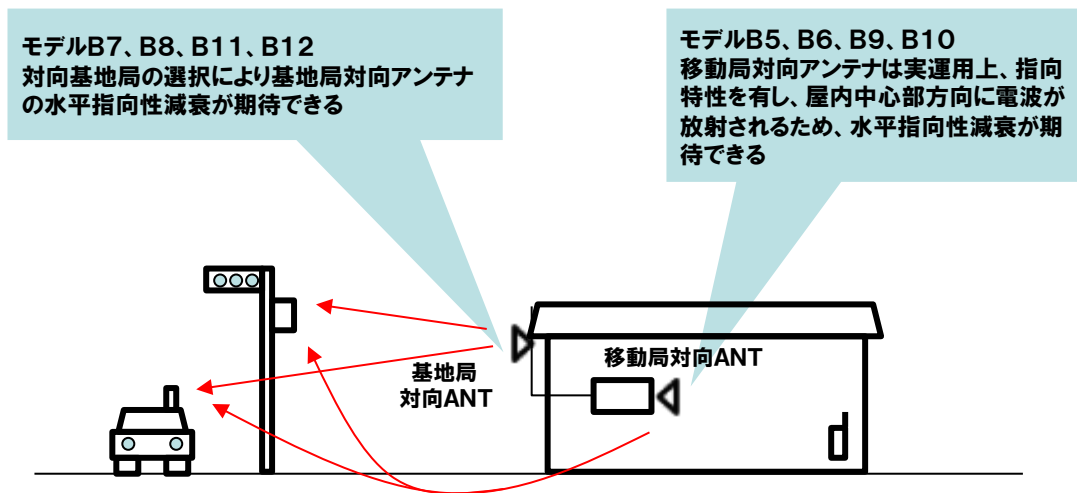 モデルB7、B8、B11、B12
対向基地局の選択により基地局対向アンテナ
の水平指向性減衰が期待できる
モデルB5、B6、B9、B10
移動局対向アンテナは実運用上、指向
特性を有し、屋内中心部方向に電波が
放射されるため、水平指向性減衰が期
待できる
基地局
対向ANT
移動局対向ANT